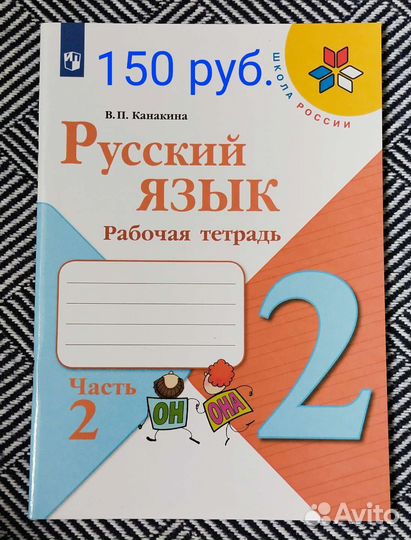 150 руб.
ШКОЛА РОССИИ
В. П. Канакина
Русский
язык
Рабочая тетрадь
Часть
2
ОН
ОНА
2
Avito